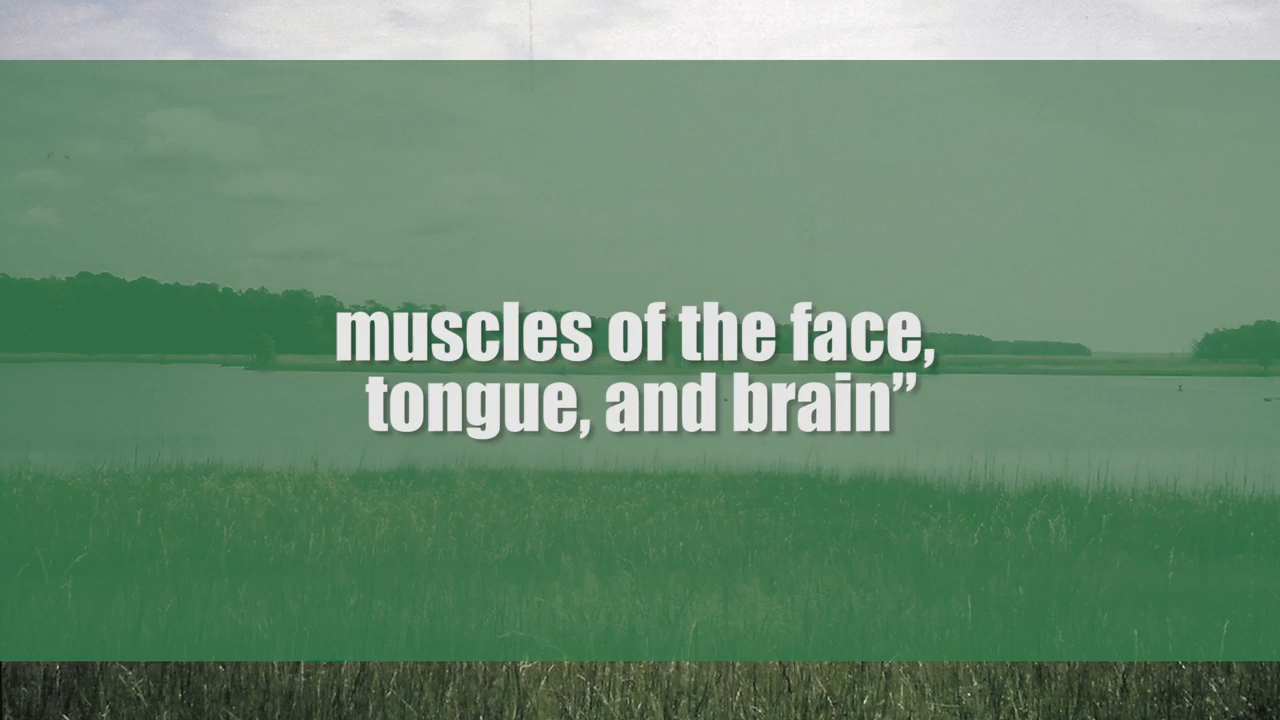 muscles of the face,
tongue, and brain”